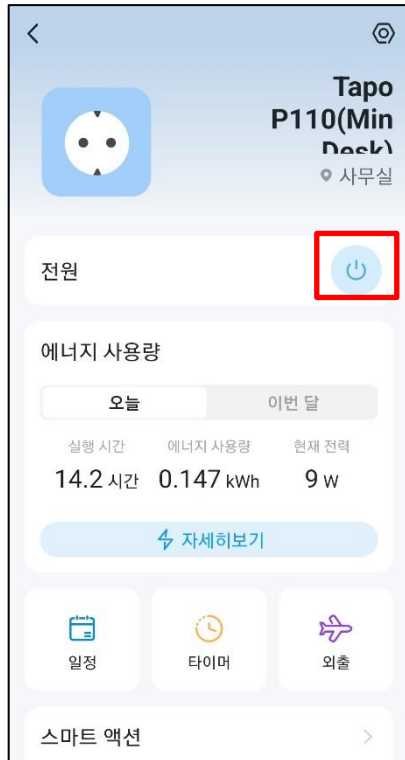 Tapo
P110(Min
Desk)
사무실
전원
에너지 사용량
오늘 이번 달
실행 시간 에너지 사용량 현재 전력
14.2 시간 0.147 kWh 9 W
자세히보기
일정 타이머 외출
스마트 액션